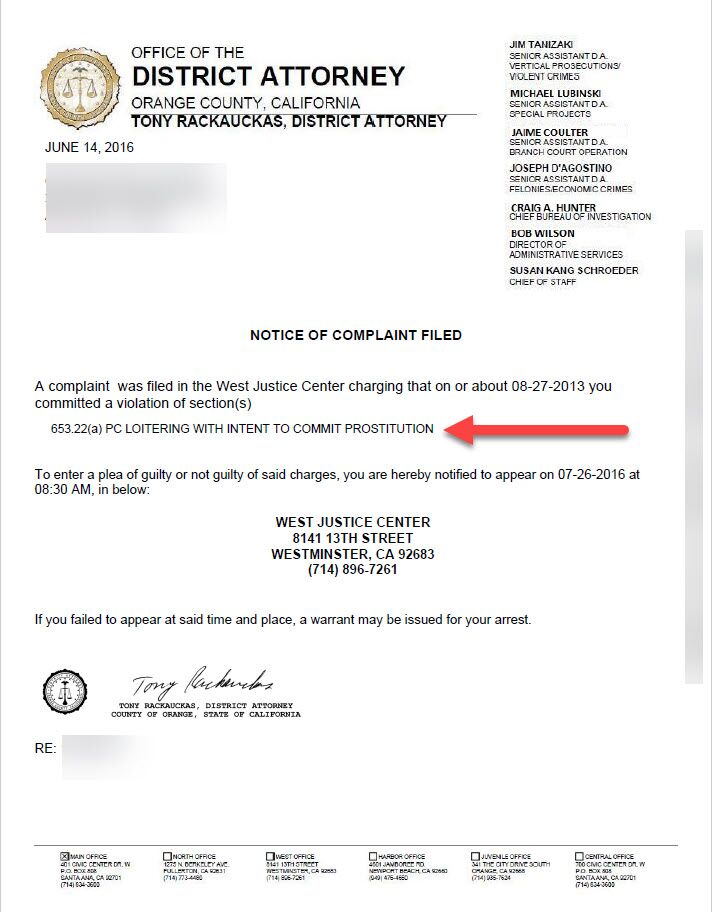 OFFICE OF THE
DISTRICT ATTORNEY
ORANGE COUNTY, CALIFORNIA
TONY RACKAUCKAS, DISTRICT ATTORNEY
JIM TANIZAKI
SENIOR ASSISTANT D.A.
VERTICAL PROSECUTIONS/
VIOLENT CRIMES
MICHAEL LUBINSKI
SENIOR ASSISTANT D.A.
SPECIAL PROJECTS
JAIME COULTER
SENIOR ASSISTANT D.A.
BRANCH COURT OPERATION
JOSEPH D'AGOSTINO
SENIOR ASSISTANT D.A.
FELONIES/ECONOMIC CRIMES
CRAIG A. HUNTER
CHIEF BUREAU OF INVESTIGATION
BOB WILSON
DIRECTOR OF
ADMINISTRATIVE SERVICES
SUSAN KANG SCHROEDER
CHIEF OF STAFF
JUNE 14, 2016
NOTICE OF COMPLAINT FILED
A complaint was filed in the West Justice Center charging that on or about 08-27-2013 you
committed a violation of section(s)
653.22(a) PC LOITERING WITH INTENT TO COMMIT PROSTITUTION
To enter a plea of guilty or not guilty of said charges, you are hereby notified to appear on 07-26-2016 at
08:30 AM, in below:
WEST JUSTICE CENTER
8141 13TH STREET
WESTMINSTER, CA 92683
(714) 896-7261
If you failed to appear at said time and place, a warrant may be issued for your arrest.
Tony Rackauckas
TONY RACKAUCKAS, DISTRICT ATTORNEY
COUNTY OF ORANGE, STATE OF CALIFORNIA
RE:
MAIN OFFICE
401 CIVIC CENTER DR. W
P.O. BOX 808
SANTA ANA, CA 92701
(714) 834-3600
NORTH OFFICE
1275 N. BERKELEY AVE.
FULLERTON, CA 92631
(714) 773-4480
WEST OFFICE
8141 13TH STREET
WESTMINSTER, CA 92683
(714) 896-7261
HARBOR OFFICE
4601 JAMBOREE RD.
NEWPORT BEACH, CA 92660
(949) 476-4650
JUVENILE OFFICE
341 THE CITY DRIVE SOUTH
ORANGE, CA 92668
(714) 935-7624
CENTRAL OFFICE
700 CIVIC CENTER DR. W
P.O. BOX 808
SANTA ANA, CA 92701
(714) 834-3600